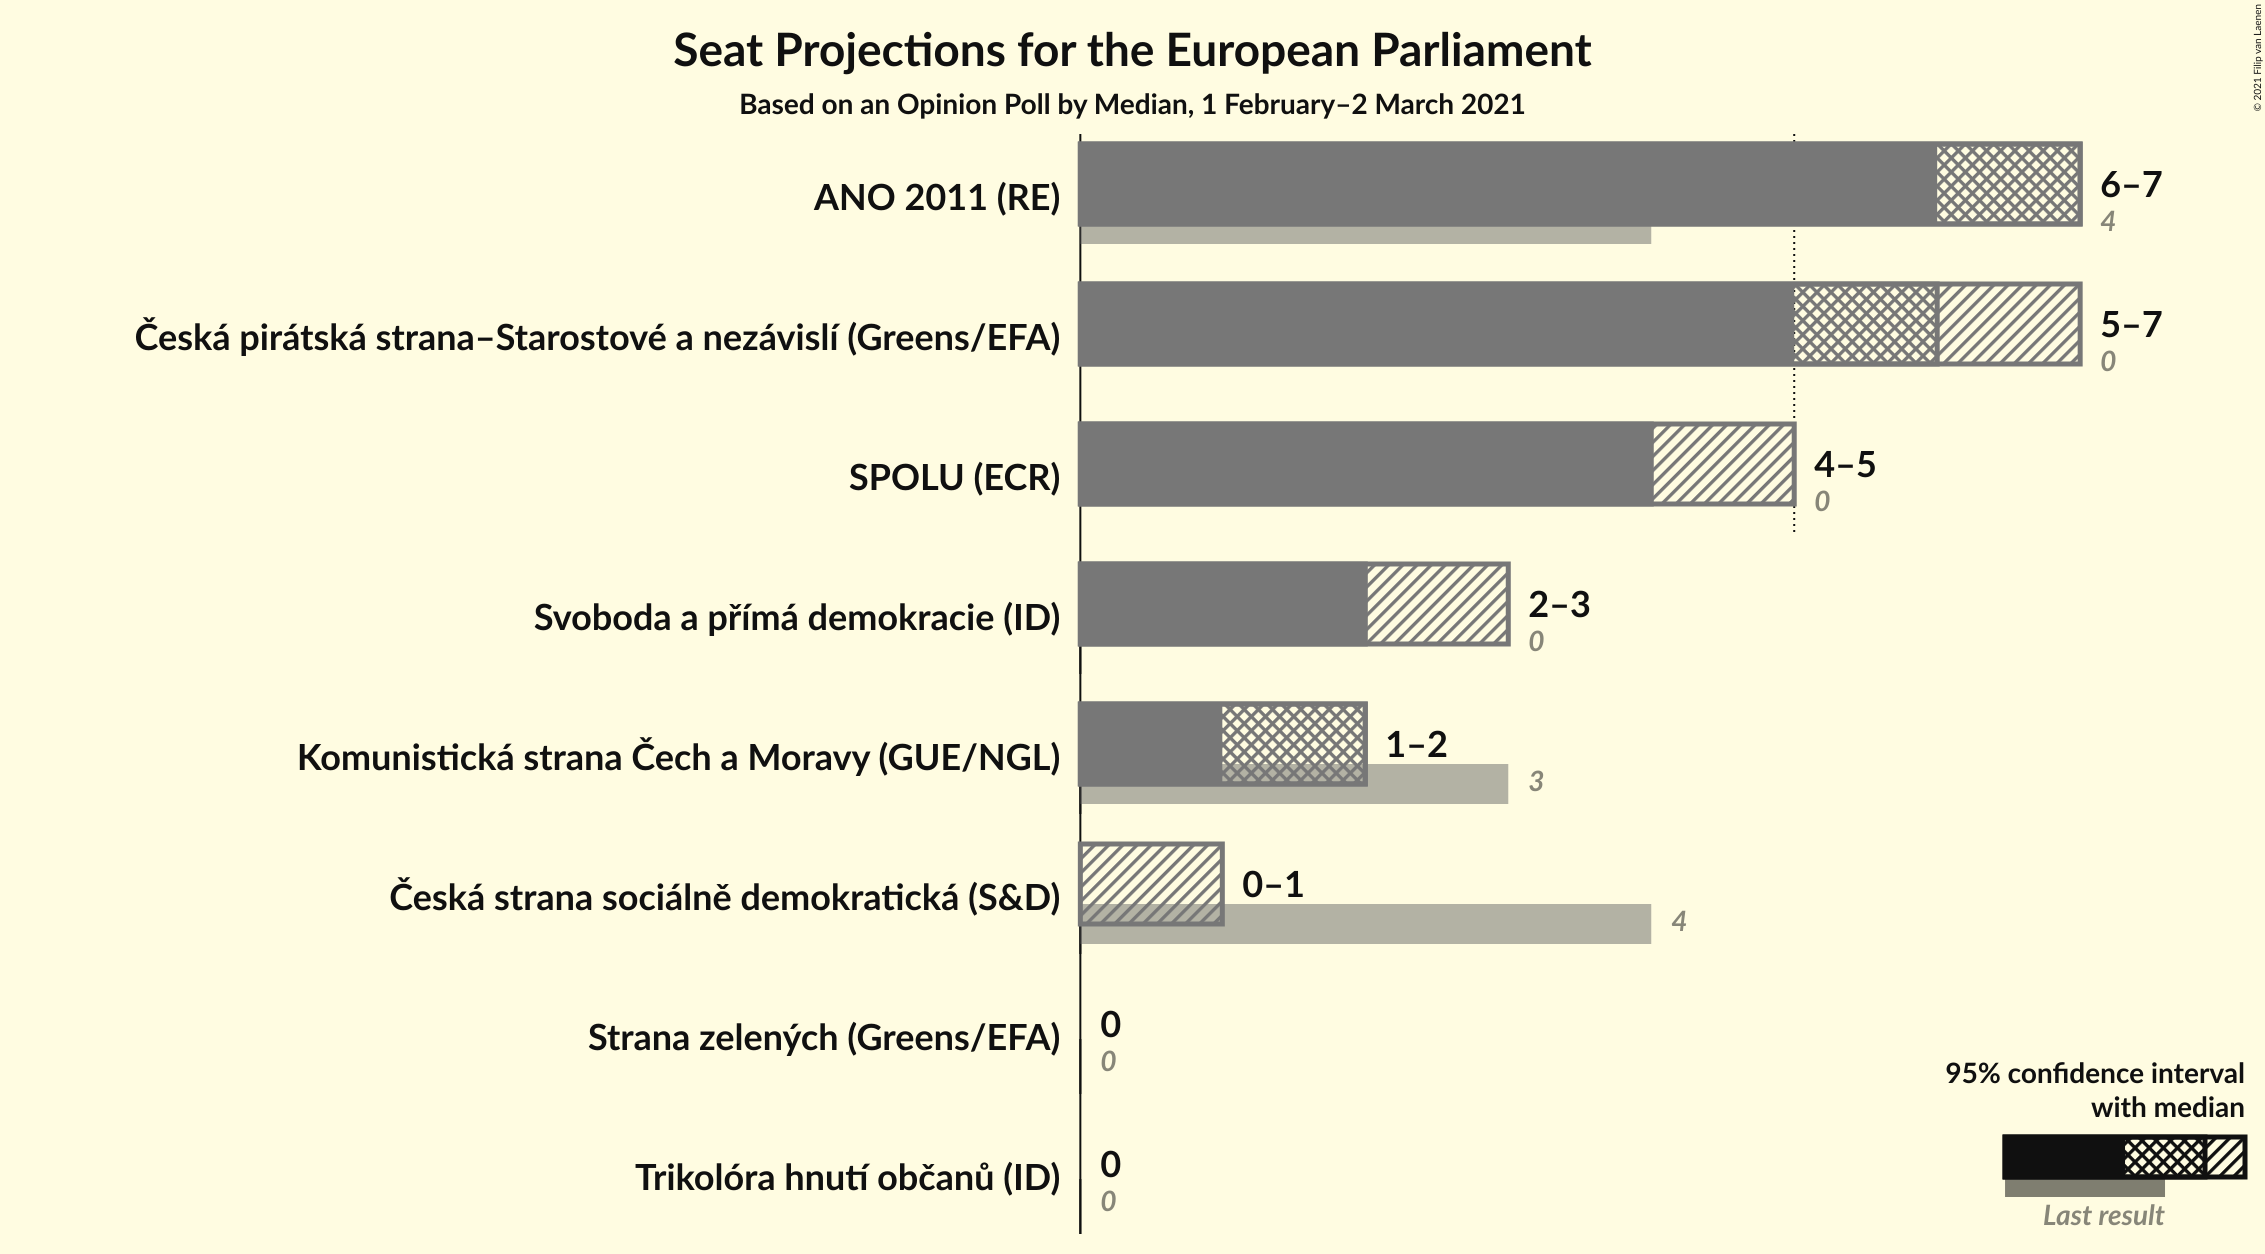 Seat Projections for the European Parliament
Based on an Opinion Poll by Median, 1 February–2 March 2021
© 2021 Filip van Laenen
ANO 2011 (RE)
6–7
4
Česká pirátská strana–Starostové a nezávislí (Greens/EFA)
5–7
0
SPOLU (ECR)
4–5
0
Svoboda a přímá demokracie (ID)
2–3
0
Komunistická strana Čech a Moravy (GUE/NGL)
1–2
3
Česká strana sociálně demokratická (S&D)
0–1
4
Strana zelených (Greens/EFA)
0
0
Trikolóra hnutí občanů (ID)
0
0
95% confidence interval
with median
Last result